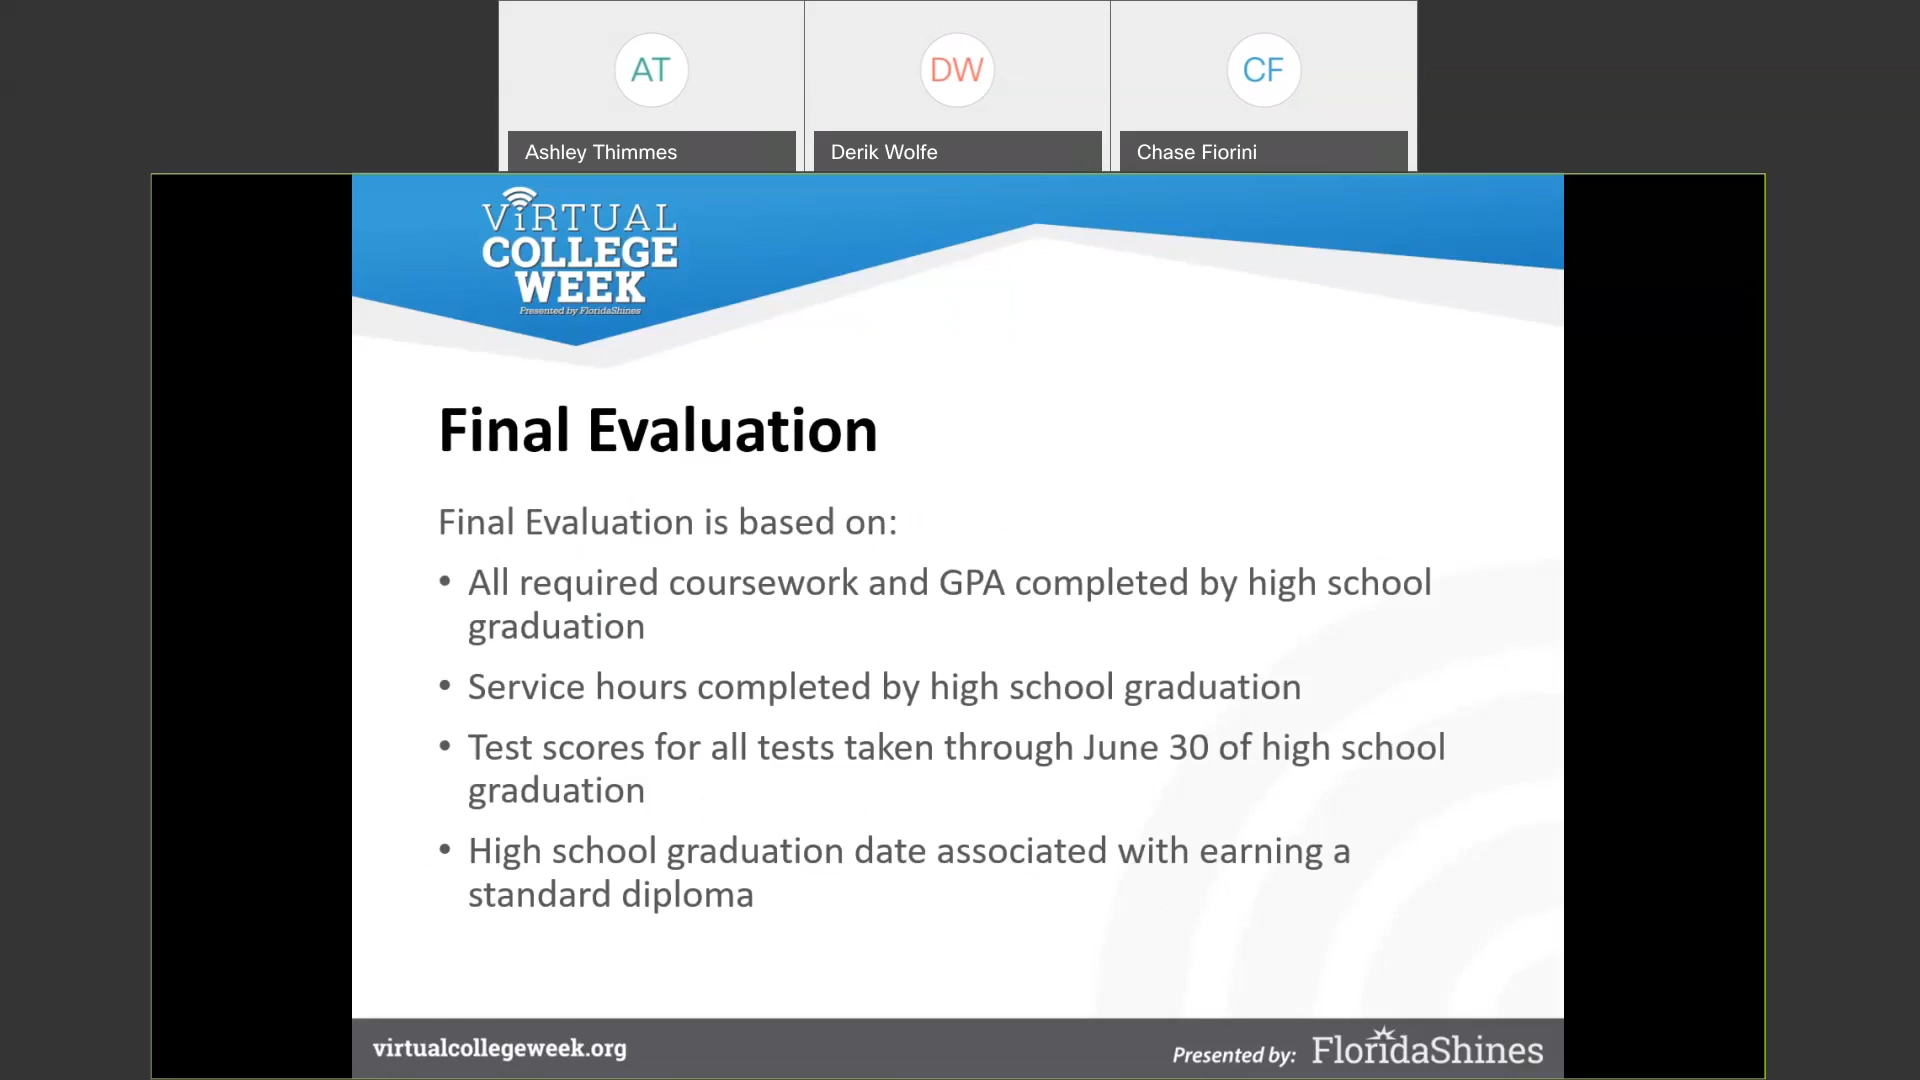 AT
DW
CF
Ashley Thimmes
Derik Wolfe
Chase Fiorini
ViRTUAL
COLLEGE
WEEK
Presented by FloridaShines
Final Evaluation
Final Evaluation is based on:
• All required coursework and GPA completed by high school
graduation
• Service hours completed by high school graduation
• Test scores for all tests taken through June 30 of high school
graduation
• High school graduation date associated with earning a
standard diploma
virtualcollegeweek.org
Presented by: FloridaShines